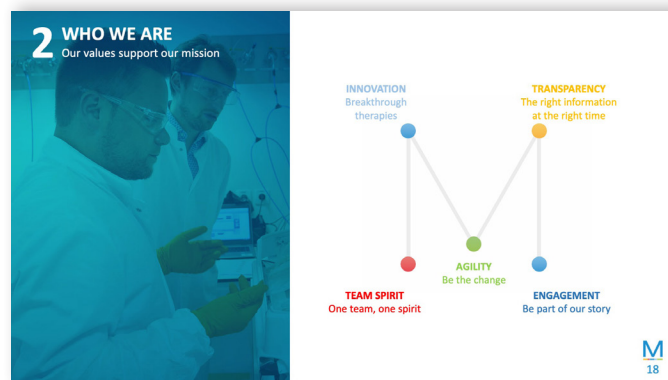 2 WHO WE ARE
Our values support our mission
INNOVATION
Breakthrough
therapies
TRANSPARENCY
The right information
at the right time
AGILITY
Be the change
TEAM SPIRIT
One team, one spirit
ENGAGEMENT
Be part of our story
M
18